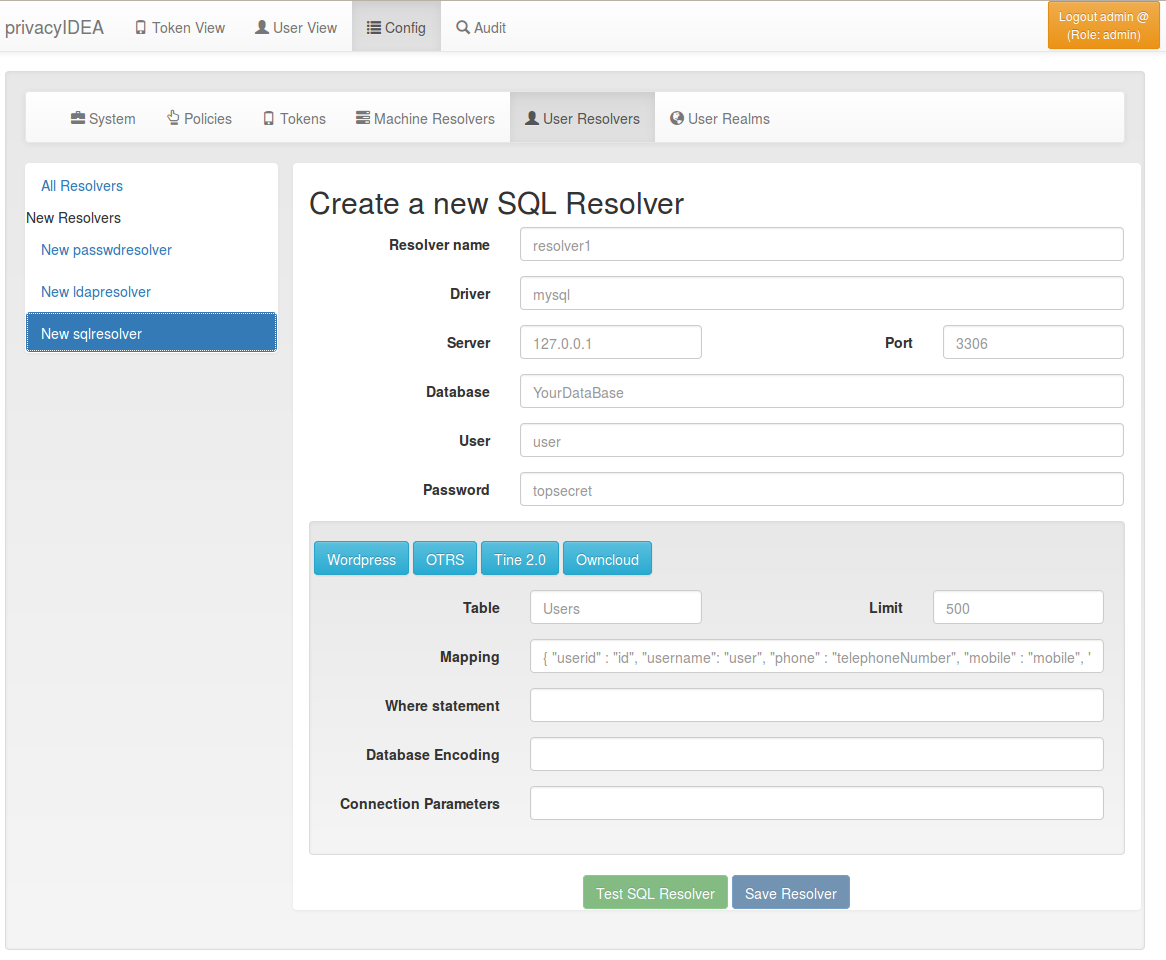 privacyIDEA Token View User View Config Audit Logout admin @
(Role: admin)
System Policies Tokens Machine Resolvers User Resolvers User Realms
All Resolvers
New Resolvers
New passwdresolver
New ldapresolver
New sqlresolver
Create a new SQL Resolver
Resolver name resolver1
Driver mysql
Server 127.0.0.1 Port 3306
Database YourDataBase
User user
Password topsecret
Wordpress OTRS Tine 2.0 Owncloud
Table Users Limit 500
Mapping { "userid" : "id", "username": "user", "phone" : "telephoneNumber", "mobile" : "mobile", '
Where statement
Database Encoding
Connection Parameters
Test SQL Resolver Save Resolver